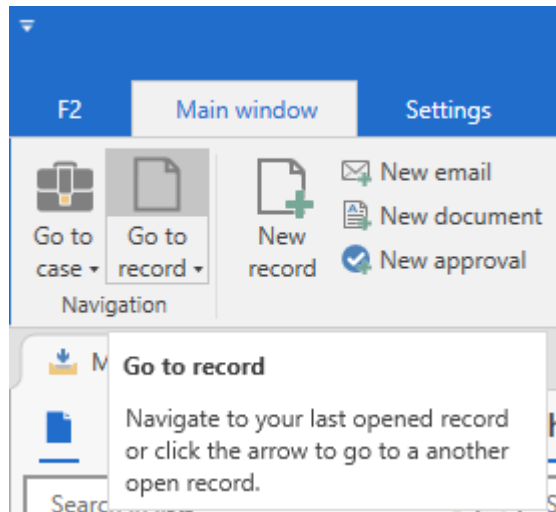 F2
Main window
Settings
Go to case
Go to record
New record
New email
New document
New approval
Navigation
Go to record
Navigate to your last opened record
or click the arrow to go to a another
open record.